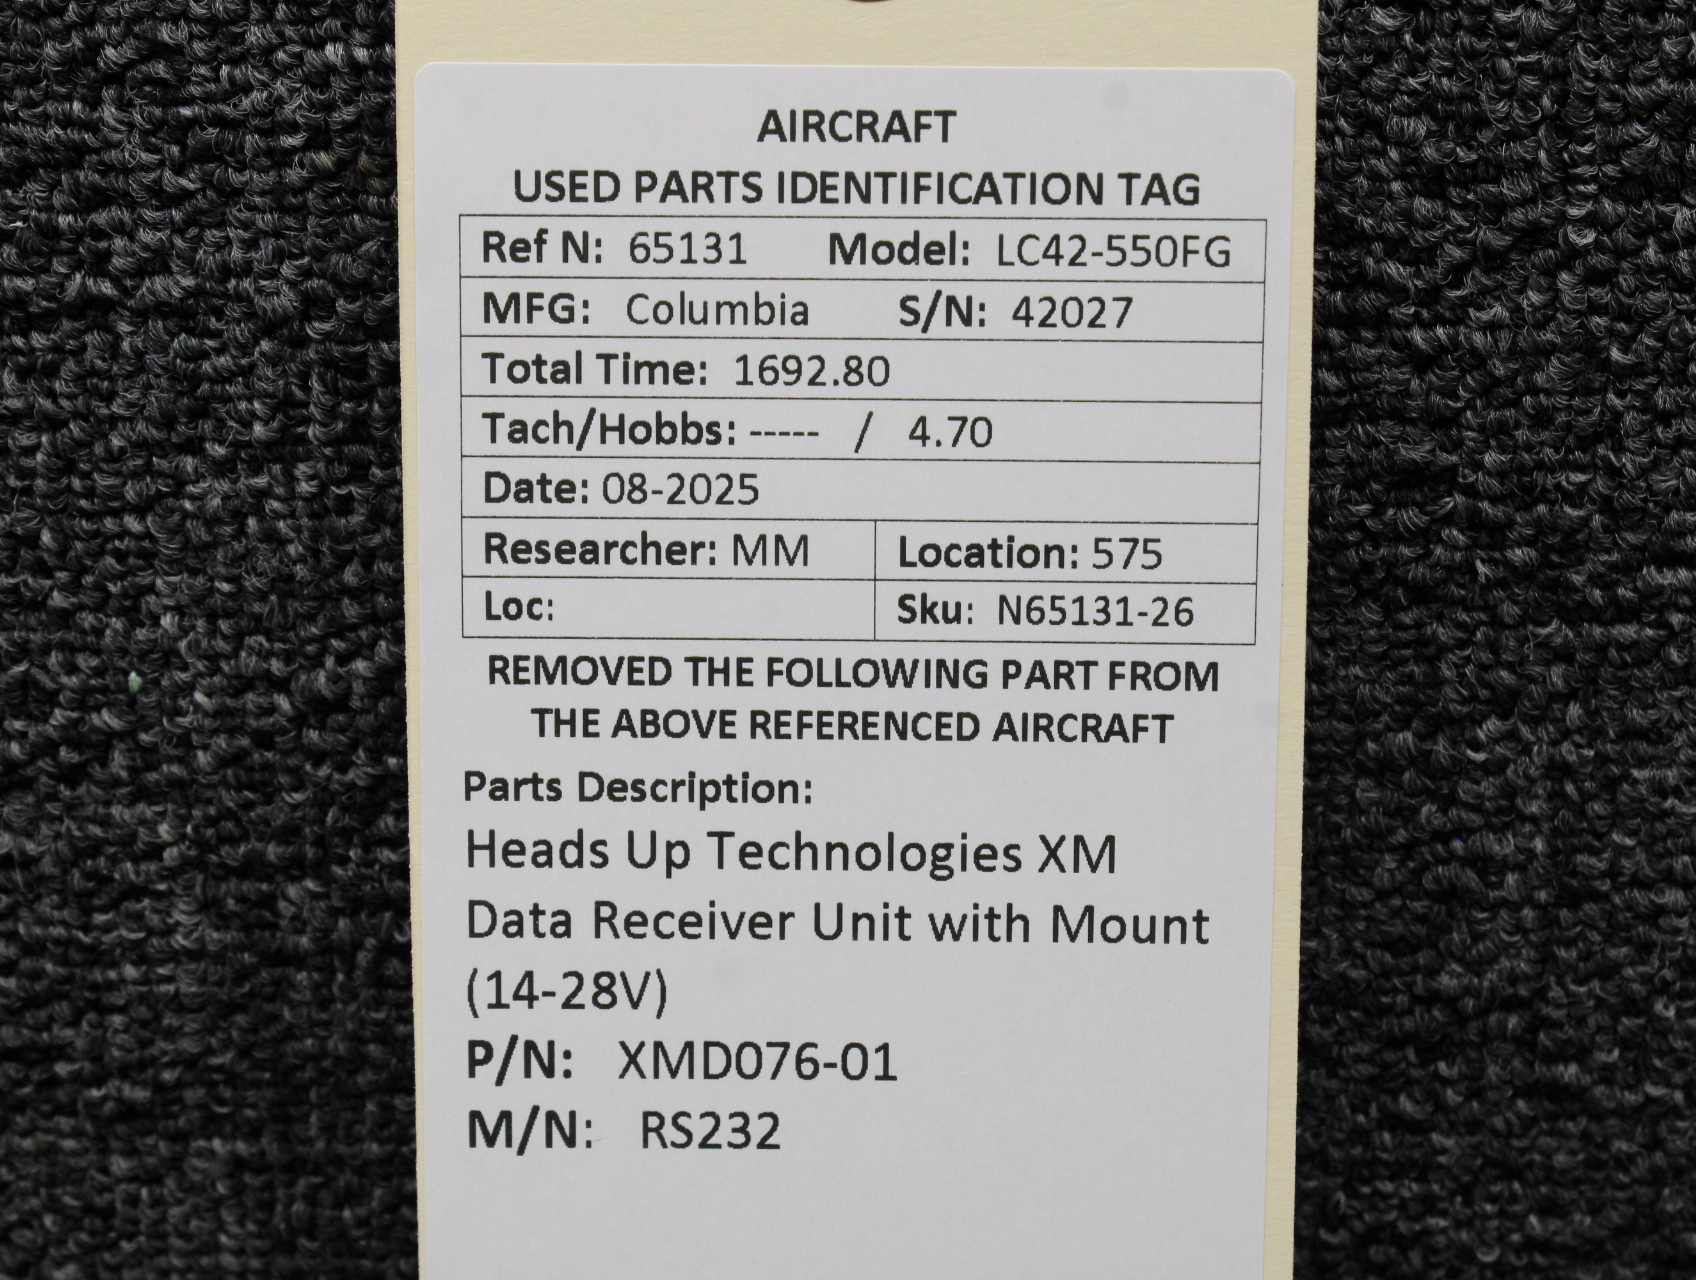 AIRCRAFT
USED PARTS IDENTIFICATION TAG
Ref N: 65131 Model: LC42-550FG
MFG: Columbia S/N: 42027
Total Time: 1692.80
Tach/Hobbs: ----- / 4.70
Date: 08-2025
Researcher: MM Location: 575
Loc: Sku: N65131-26
REMOVED THE FOLLOWING PART FROM
THE ABOVE REFERENCED AIRCRAFT
Parts Description:
Heads Up Technologies XM
Data Receiver Unit with Mount
(14-28V)
P/N: XMD076-01
M/N: RS232